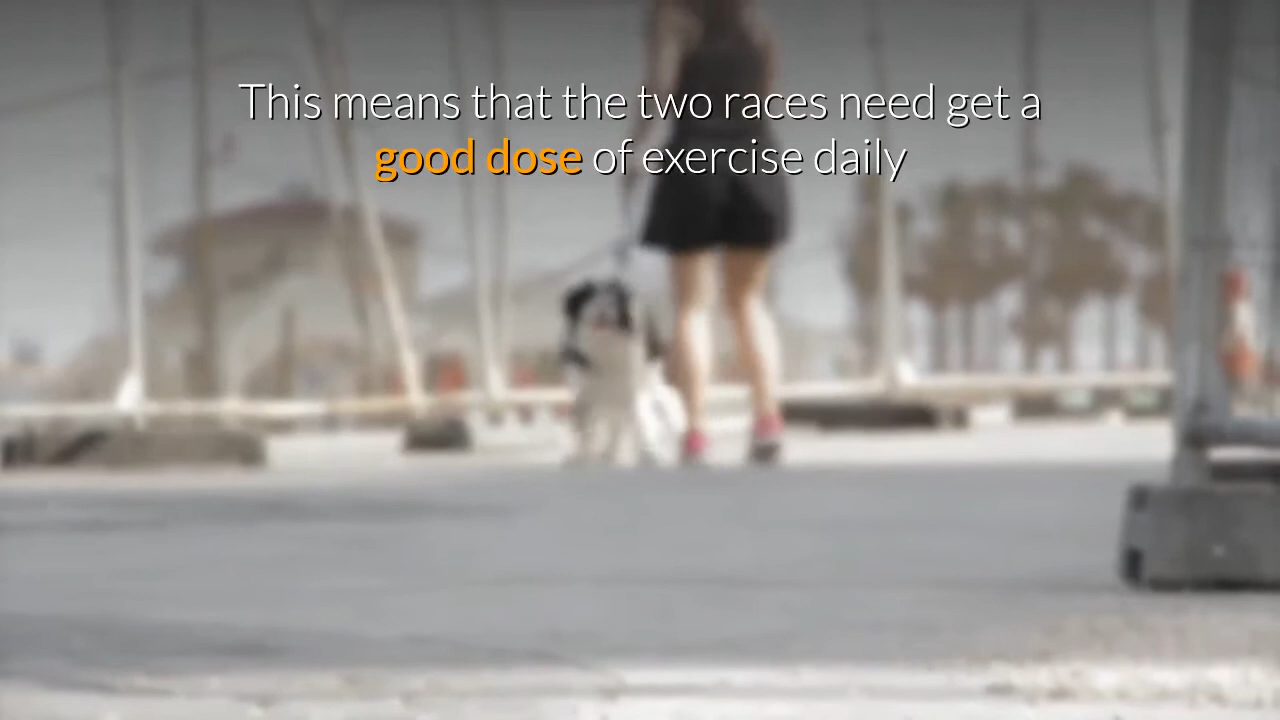 This means that the two races need get a
good dose of exercise daily